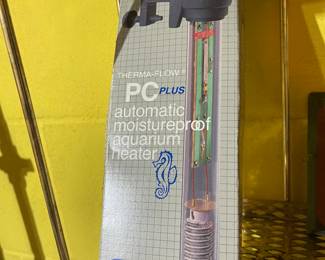 THERMA-FLOW®
PC PLUS
automatic
moistureproof
aquarium
heater